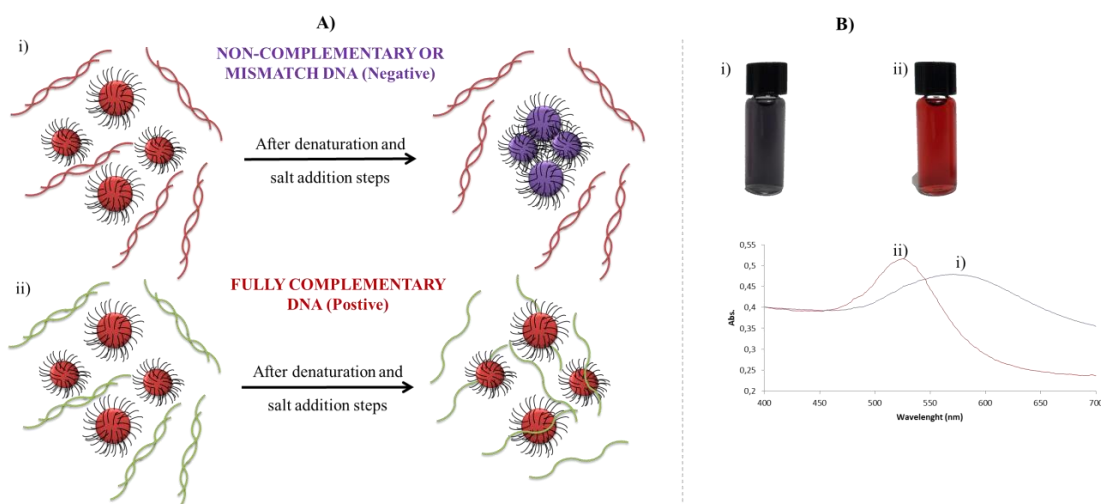 A)
i)
NON-COMPLEMENTARY OR
MISMATCH DNA (Negative)
After denaturation and
salt addition steps
ii)
FULLY COMPLEMENTARY
DNA (Postive)
After denaturation and
salt addition steps
B)
i)
ii)
0,55
0,5
0,45
0,4
0,35
0,3
0,25
0,2
Abs.
ii)
i)
400
450
500
550
600
650
700
Wavelenght (nm)